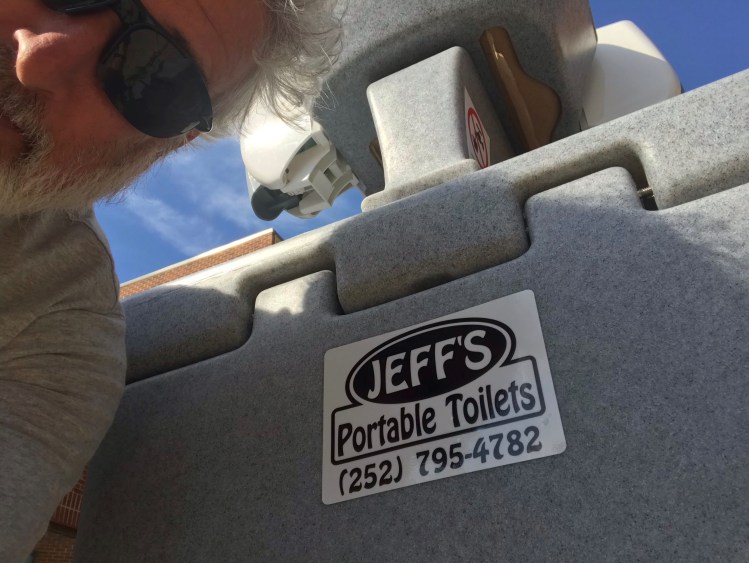 JEFF'S
Portable Toilets
(252) 795-4782